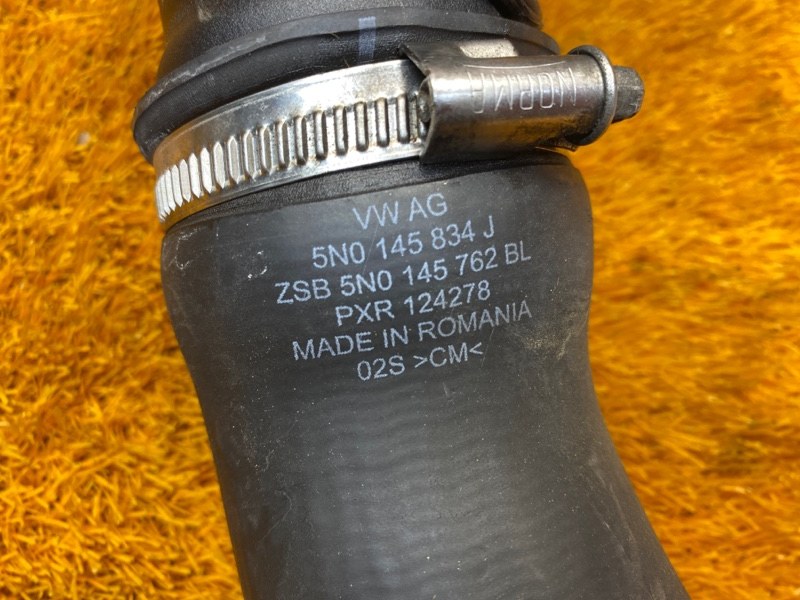 NORMA
VW AG
5N0 145 834 J
ZSB 5N0 145 762 BL
PXR 124278
MADE IN ROMANIA
02S >CM<